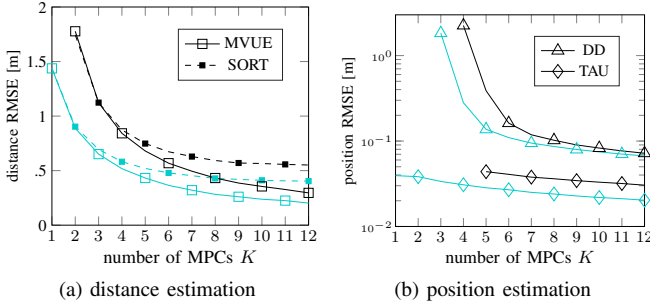 2
1.5
1
.5
0
distance RMSE [m]
MVUE
SORT
1 2 3 4 5 6 7 8 9 10 11 12
number of MPCs K
(a) distance estimation
10^0
10^−1
10^−2
position RMSE [m]
DD
TAU
1 2 3 4 5 6 7 8 9 10 11 12
number of MPCs K
(b) position estimation